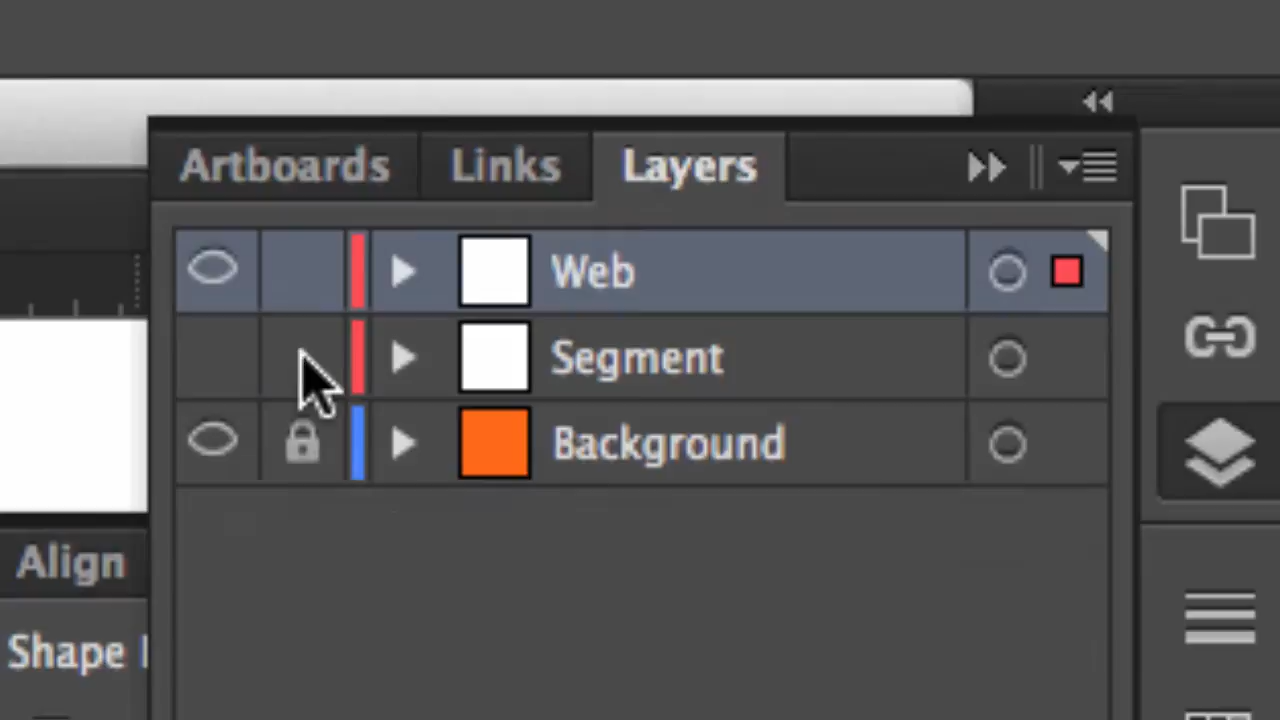 Artboards Links Layers
Web
Segment
Background
Align
Shape